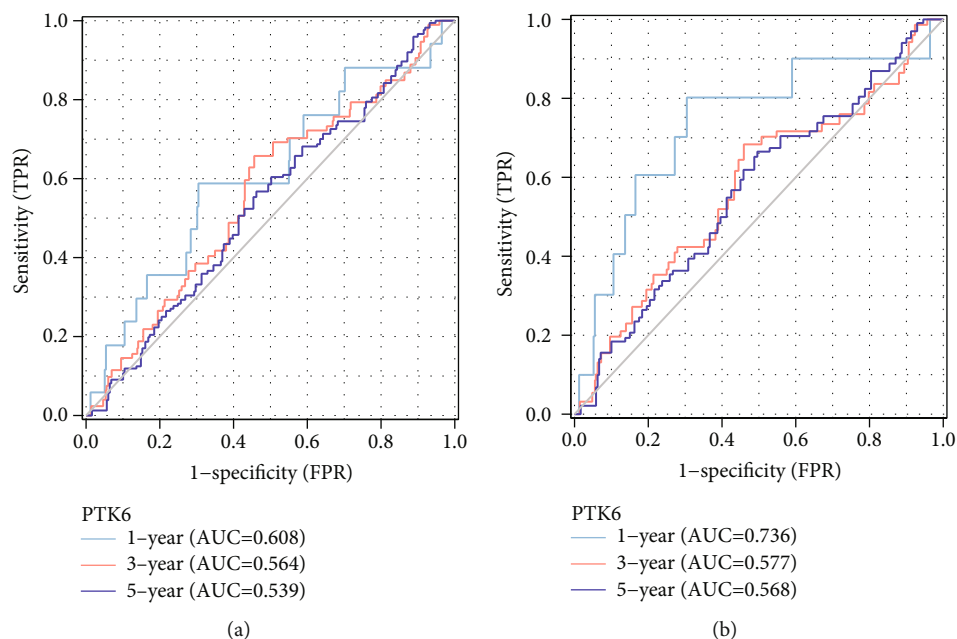 1.0
0.8
0.6
0.4
0.2
0.0
Sensitivity (TPR)
0.0 0.2 0.4 0.6 0.8 1.0
1−specificity (FPR)
PTK6
1−year (AUC=0.608)
3−year (AUC=0.564)
5−year (AUC=0.539)
(a)
1.0
0.8
0.6
0.4
0.2
0.0
Sensitivity (TPR)
0.0 0.2 0.4 0.6 0.8 1.0
1−specificity (FPR)
PTK6
1−year (AUC=0.736)
3−year (AUC=0.577)
5−year (AUC=0.568)
(b)